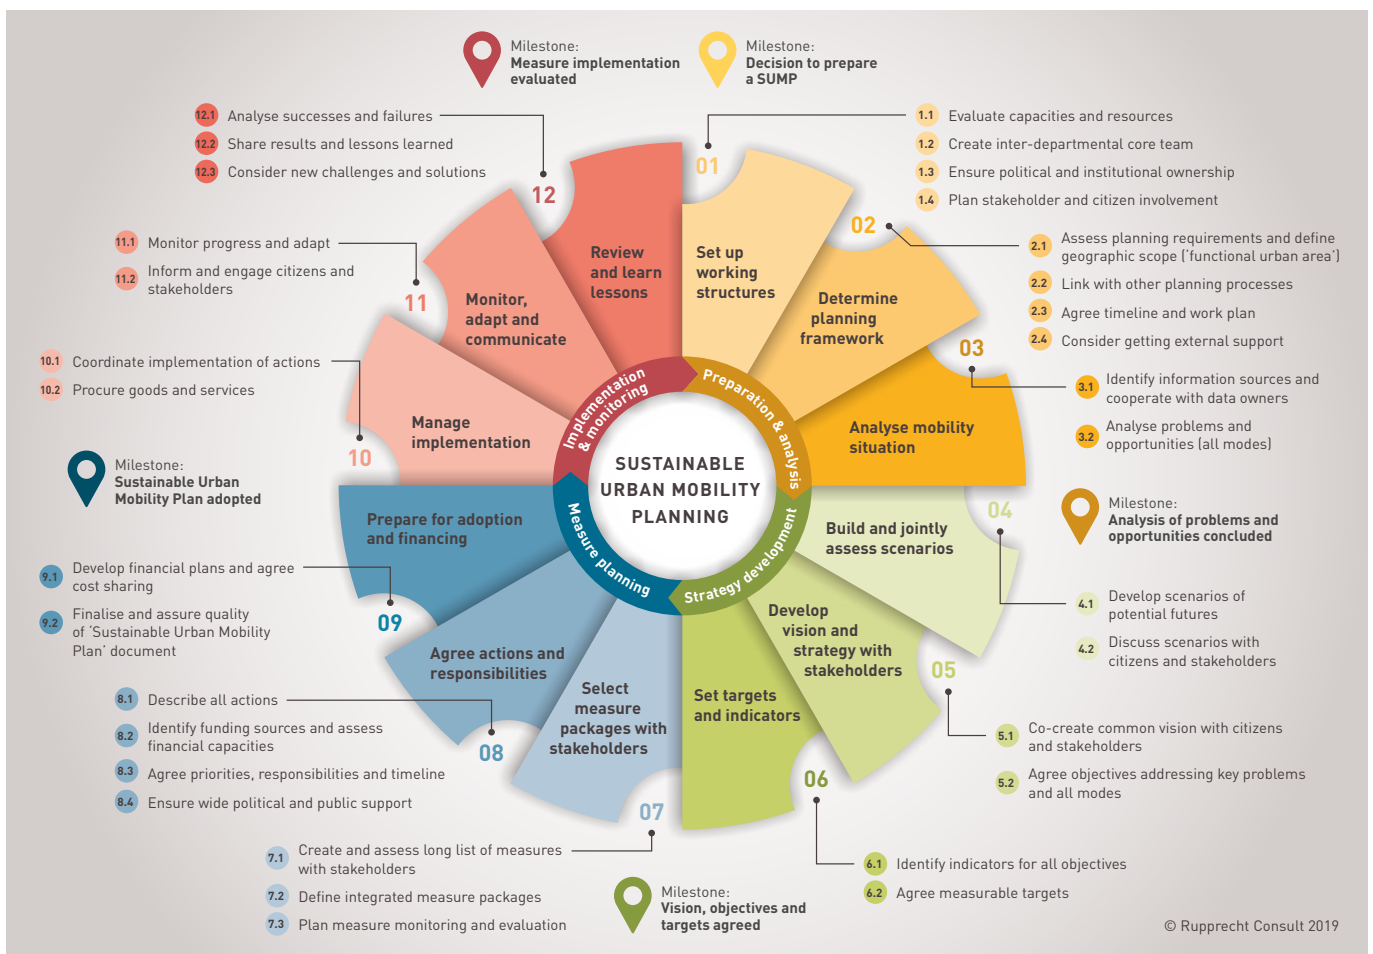 Milestone:
Measure implementation
evaluated
Milestone:
Decision to prepare
a SUMP
12.1 Analyse successes and failures
12.2 Share results and lessons learned
12.3 Consider new challenges and solutions
1.1 Evaluate capacities and resources
1.2 Create inter-departmental core team
1.3 Ensure political and institutional ownership
1.4 Plan stakeholder and citizen involvement
11.1 Monitor progress and adapt
11.2 Inform and engage citizens and
stakeholders
2.1 Assess planning requirements and define
geographic scope (‘functional urban area’)
2.2 Link with other planning processes
2.3 Agree timeline and work plan
2.4 Consider getting external support
10.1 Coordinate implementation of actions
10.2 Procure goods and services
3.1 Identify information sources and
cooperate with data owners
3.2 Analyse problems and
opportunities (all modes)
Milestone:
Sustainable Urban
Mobility Plan adopted
Milestone:
Analysis of problems and
opportunities concluded
01
Set up
working
structures
02
Determine
planning
framework
03
Analyse mobility
situation
04
Build and jointly
assess scenarios
05
Develop
vision and
strategy with
stakeholders
06
Set targets
and indicators
07
Select
measure
packages with
stakeholders
08
Agree actions and
responsibilities
09
Prepare for adoption
and financing
10
Manage
implementation
11
Monitor,
adapt and
communicate
12
Review
and learn
lessons
Preparation & analysis
Strategy development
Measure planning
Implementation
& monitoring
SUSTAINABLE
URBAN MOBILITY
PLANNING
9.1 Develop financial plans and agree
cost sharing
9.2 Finalise and assure quality
of ‘Sustainable Urban Mobility
Plan’ document
4.1 Develop scenarios of
potential futures
4.2 Discuss scenarios with
citizens and stakeholders
8.1 Describe all actions
8.2 Identify funding sources and assess
financial capacities
8.3 Agree priorities, responsibilities and timeline
8.4 Ensure wide political and public support
5.1 Co-create common vision with citizens
and stakeholders
5.2 Agree objectives addressing key problems
and all modes
7.1 Create and assess long list of measures
with stakeholders
7.2 Define integrated measure packages
7.3 Plan measure monitoring and evaluation
Milestone:
Vision, objectives and
targets agreed
6.1 Identify indicators for all objectives
6.2 Agree measurable targets
© Rupprecht Consult 2019